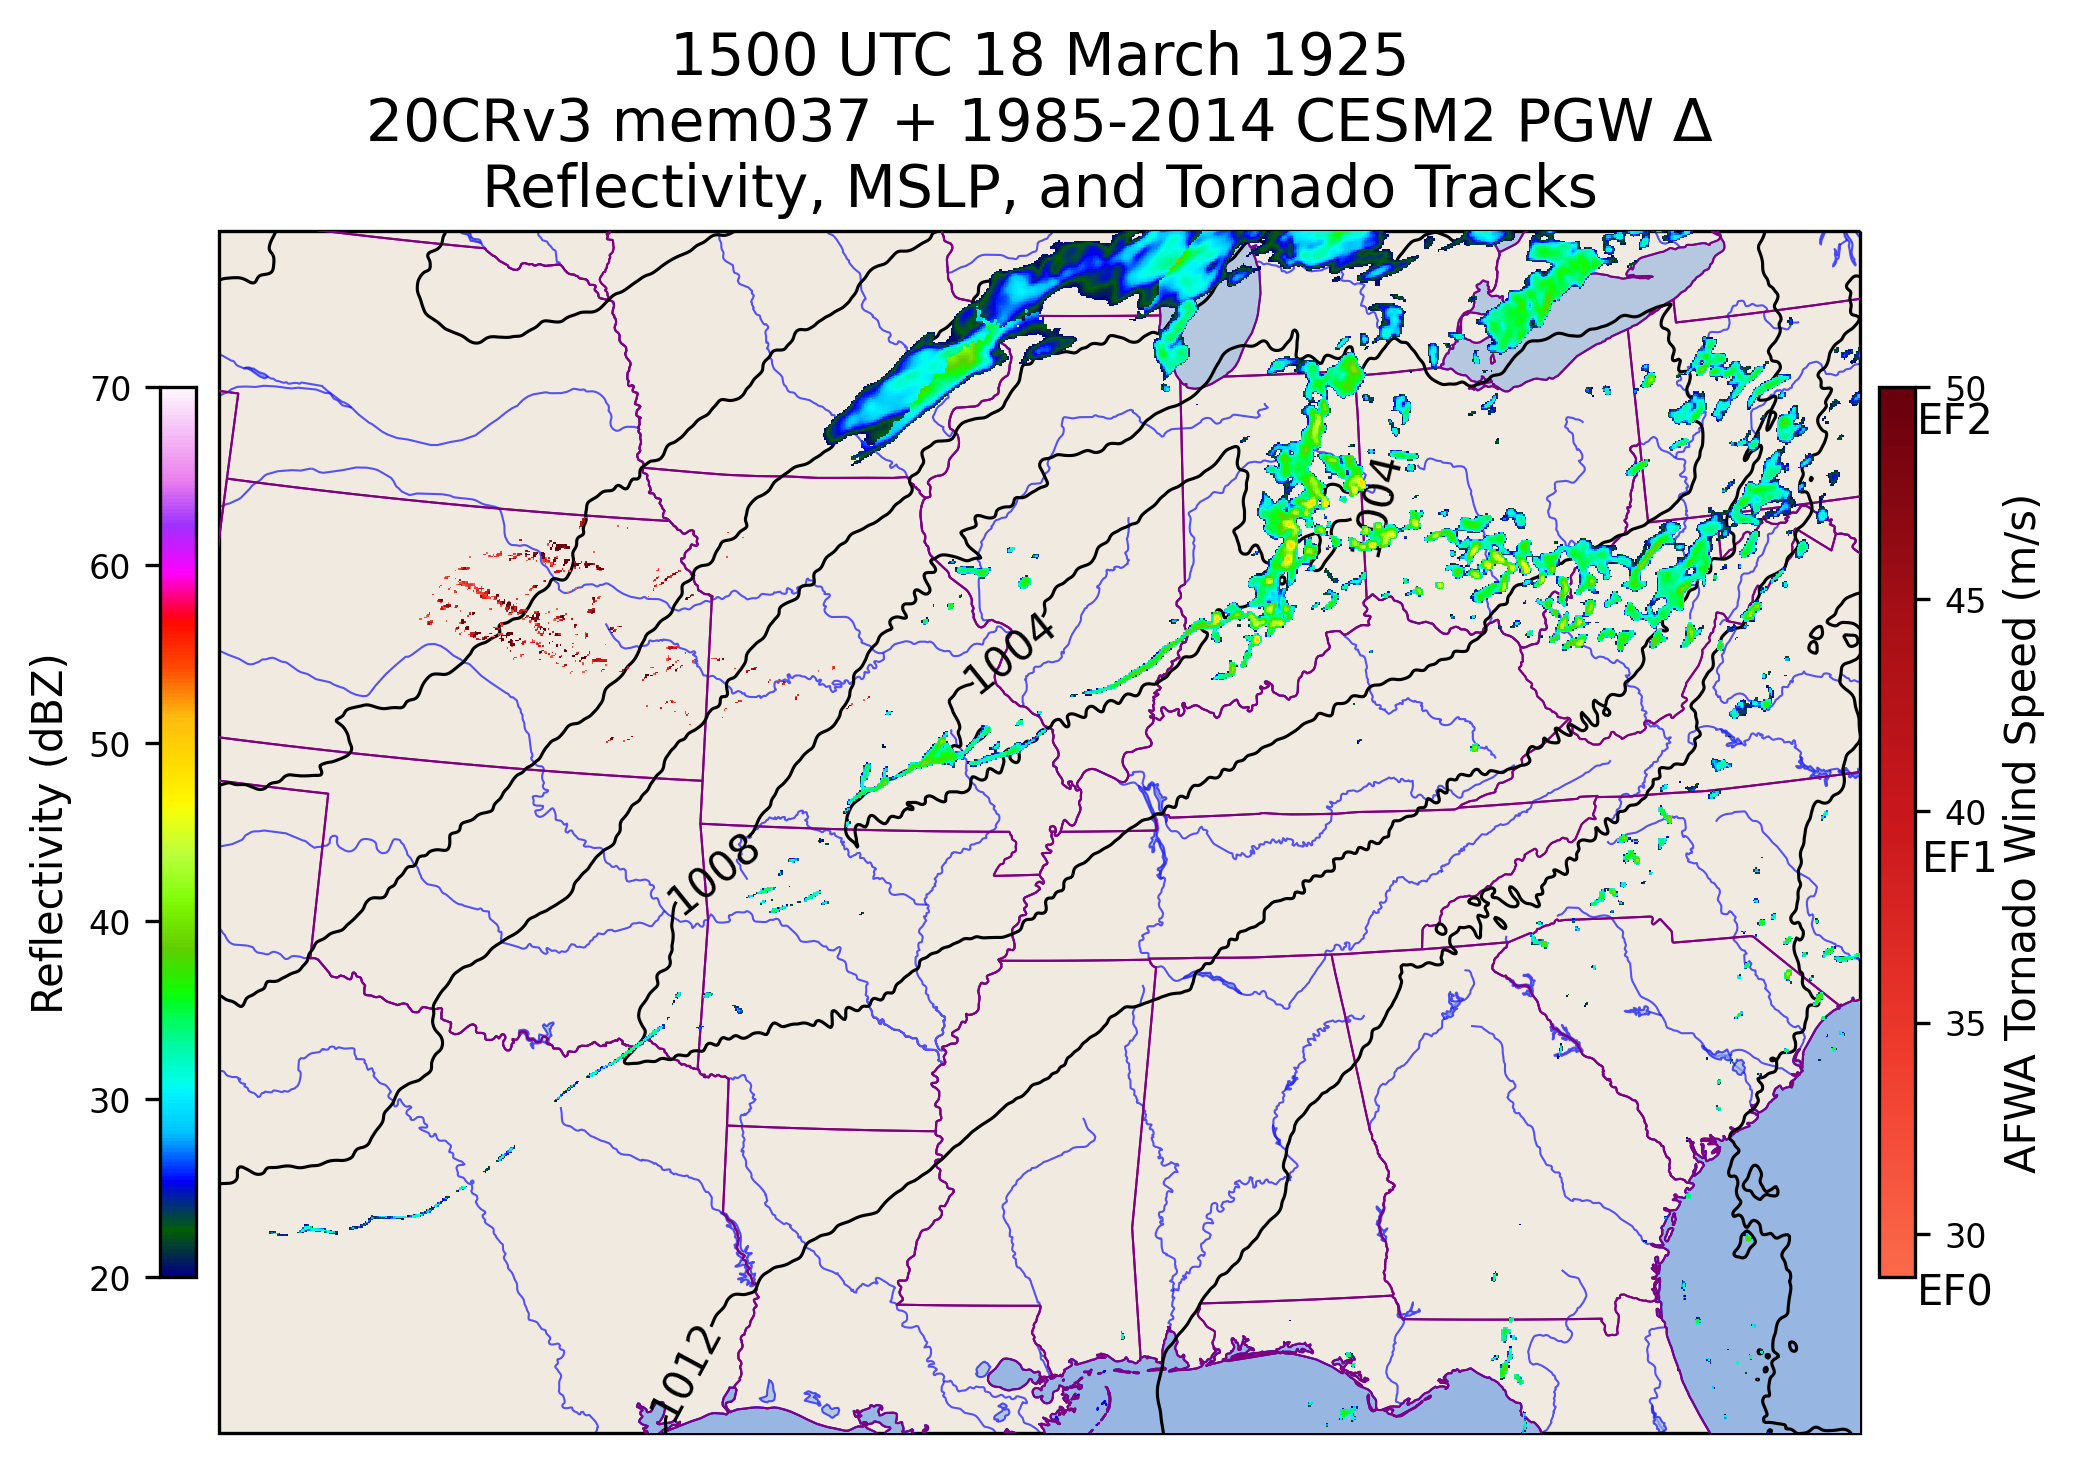 1500 UTC 18 March 1925
20CRv3 mem037 + 1985-2014 CESM2 PGW Δ
Reflectivity, MSLP, and Tornado Tracks
Reflectivity (dBZ)
70
60
50
40
30
20
1004
1004
1008
1012
50
EF2
45
40
EF1
35
30
EF0
AFWA Tornado Wind Speed (m/s)